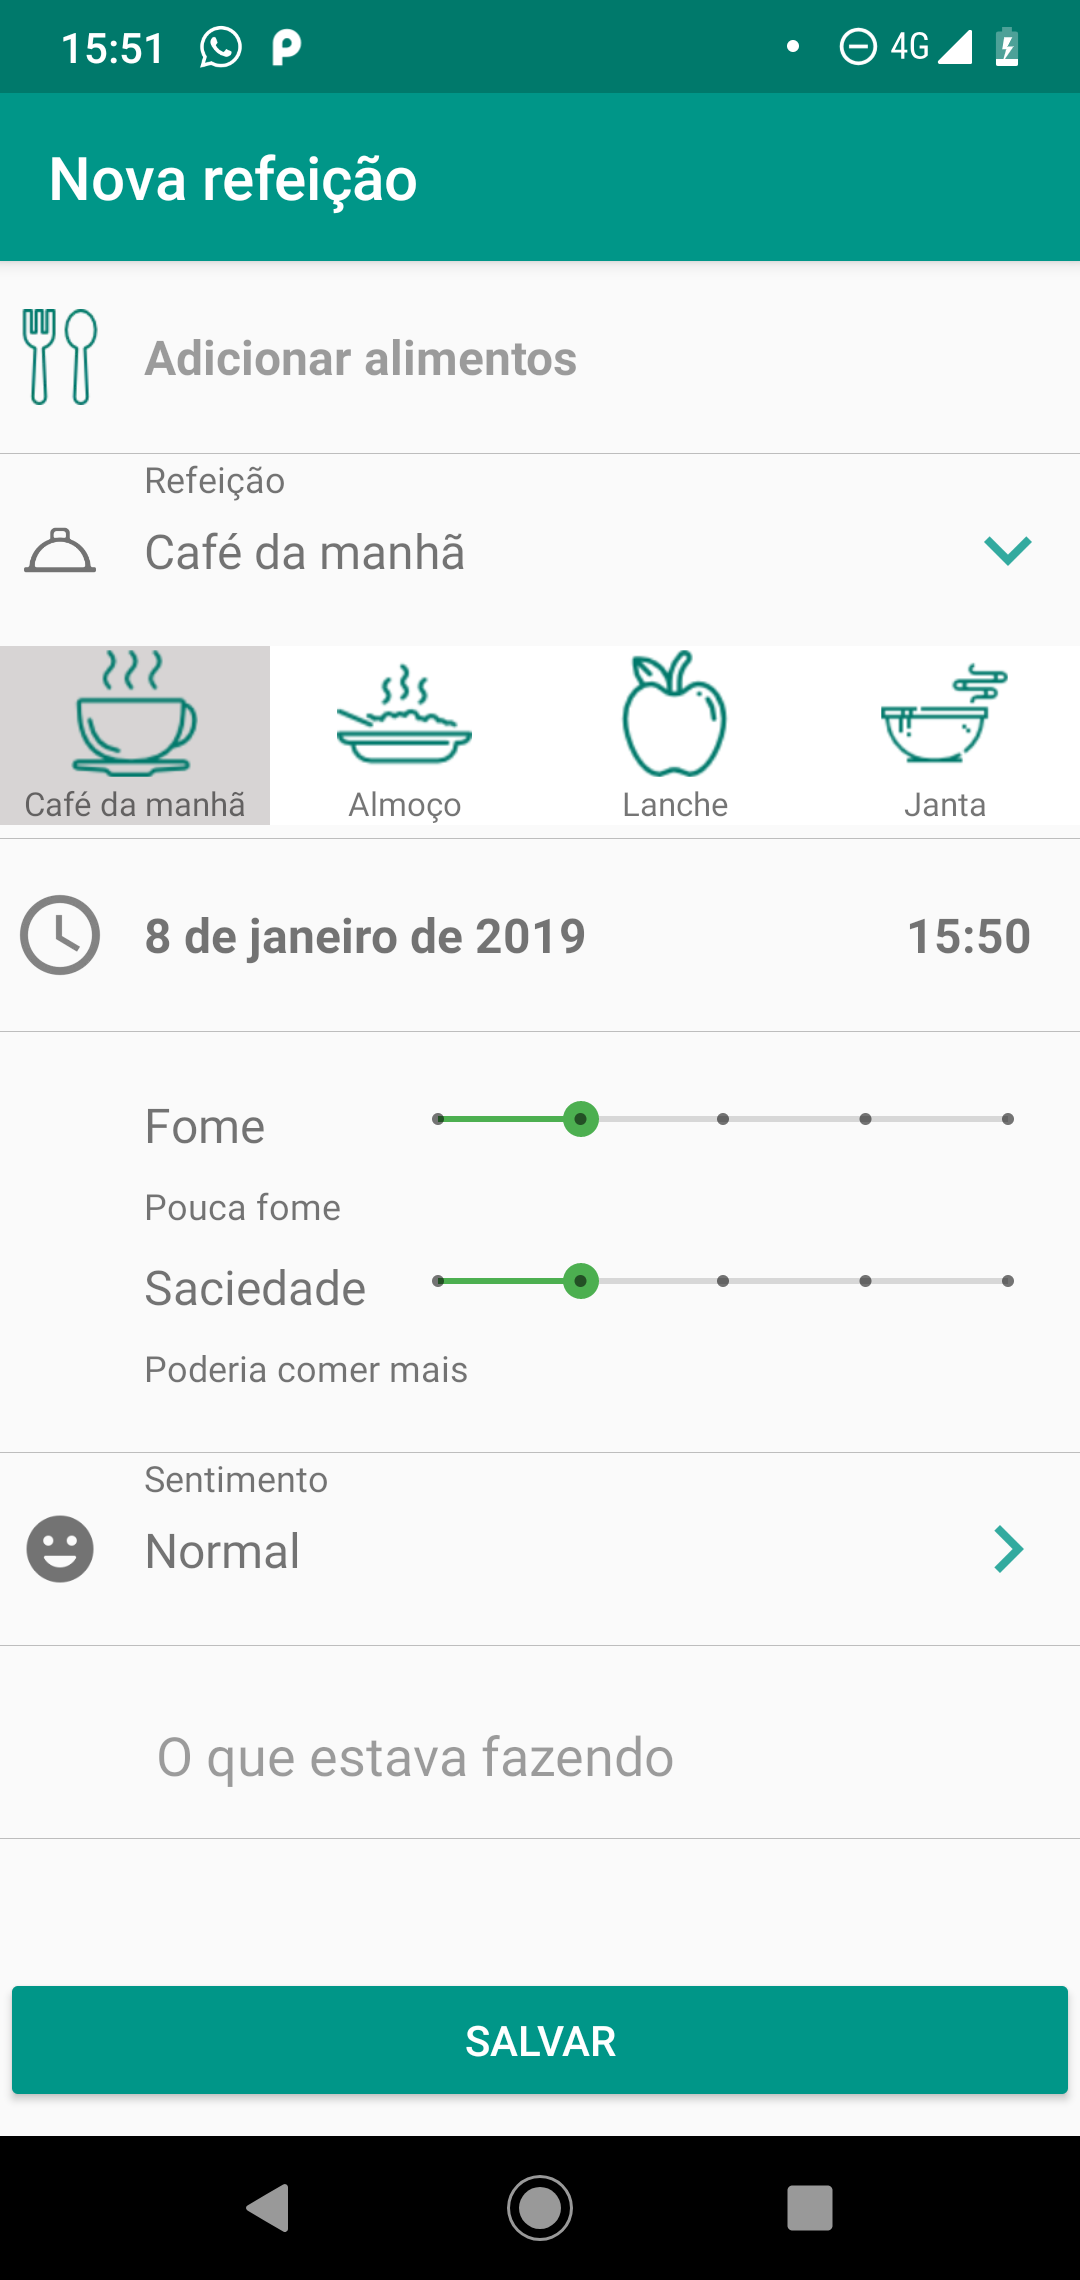 15:51 4G
Nova refeição
Adicionar alimentos
Refeição
Café da manhã
Café da manhã Almoço Lanche Janta
8 de janeiro de 2019 15:50
Fome
Pouca fome
Saciedade
Poderia comer mais
Sentimento
Normal
O que estava fazendo
SALVAR